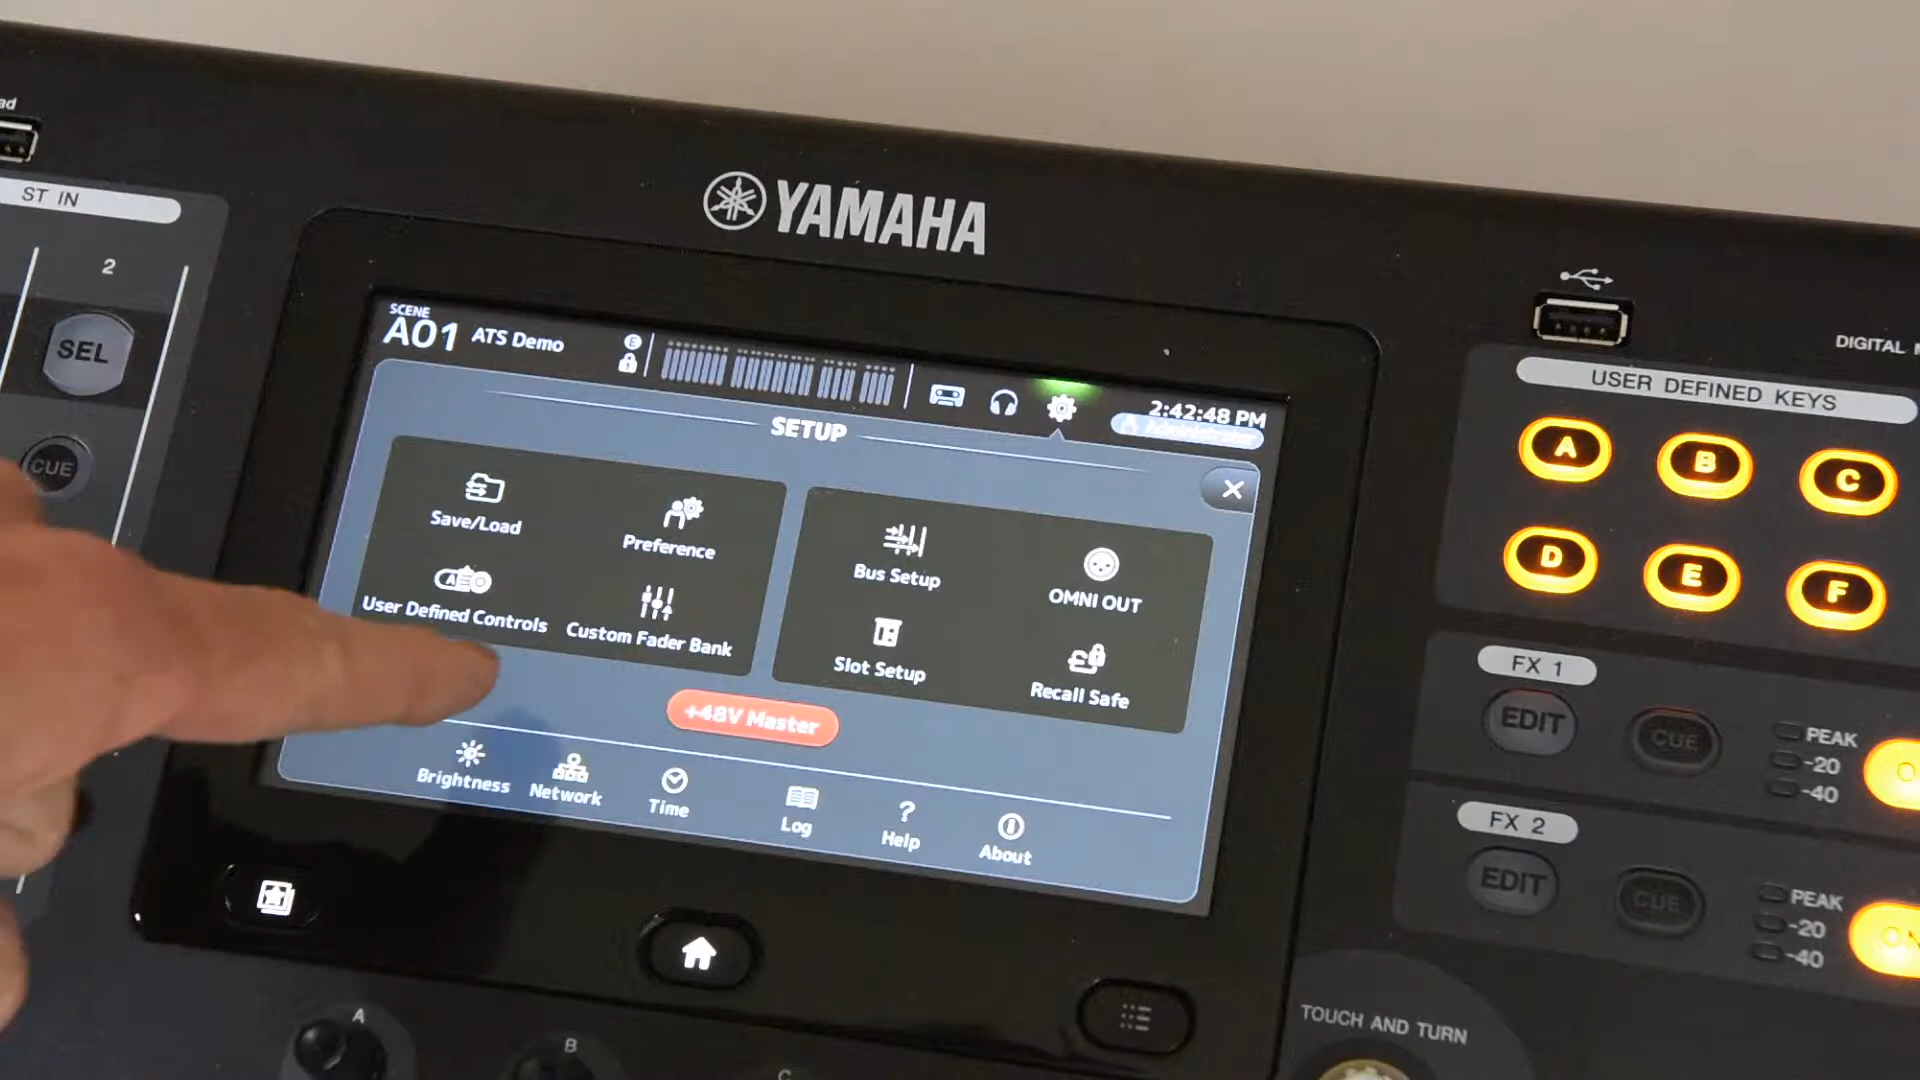 ad
ST IN
2
SEL
CUE
YAMAHA
SCENE
A01 ATS Demo
E
2:42:48 PM
Administrator
SETUP
Save/Load
Preference
User Defined Controls
Custom Fader Bank
Bus Setup
OMNI OUT
Slot Setup
Recall Safe
+48V Master
Brightness
Network
Time
Log
Help
About
A
B
C
DIGITAL
USER DEFINED KEYS
A
B
C
D
E
F
FX 1
EDIT
CUE
PEAK
-20
-40
FX 2
EDIT
CUE
PEAK
-20
-40
TOUCH AND TURN